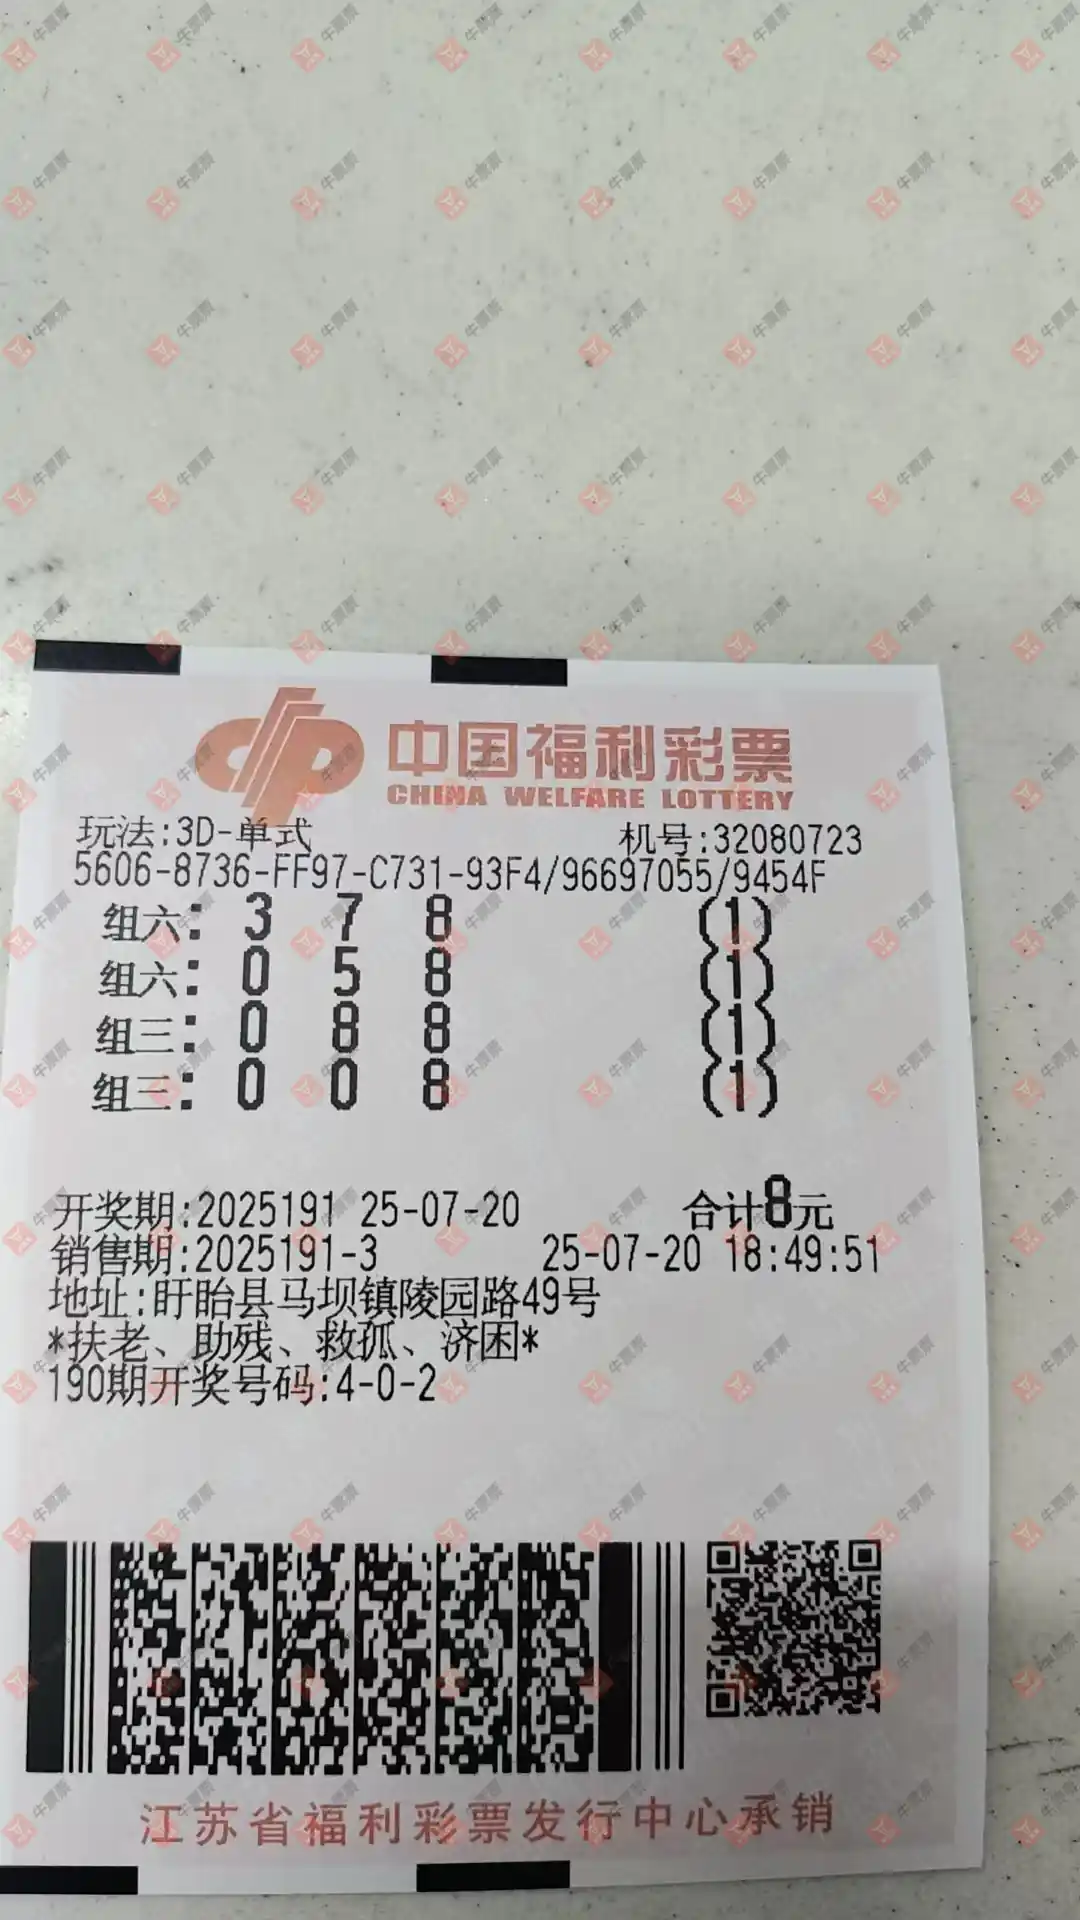 中国福利彩票
CHINA WELFARE LOTTERY
玩法:3D-单式 机号:32080723
5606-8736-FF97-C731-93F4/96697055/9454F
组六: 3 7 8 (1)
组六: 0 5 8 (1)
组三: 0 8 8 (1)
组三: 0 0 8 (1)
开奖期:2025191 25-07-20 合计8元
销售期:2025191-3 25-07-20 18:49:51
地址:盱眙县马坝镇陵园路49号
*扶老、助残、救孤、济困*
190期开奖号码:4-0-2
江苏省福利彩票发行中心承销
牛票票